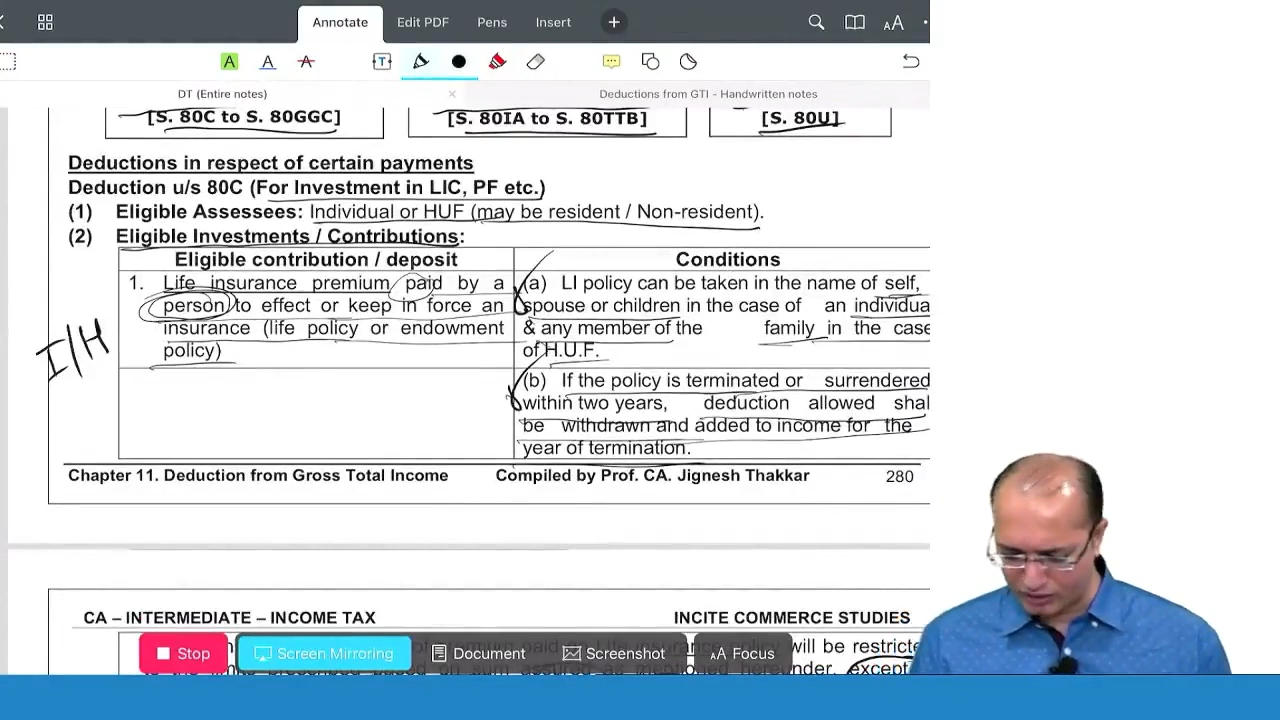 Annotate Edit PDF Pens Insert
A A A T AA
DT (Entire notes) × Deductions from GTI - Handwritten notes
[S. 80C to S. 80GGC] [S. 80IA to S. 80TTB] [S. 80U]
Deductions in respect of certain payments
Deduction u/s 80C (For Investment in LIC, PF etc.)
(1) Eligible Assessees: Individual or HUF (may be resident / Non-resident).
(2) Eligible Investments / Contributions:
Eligible contribution / deposit Conditions
1. Life insurance premium paid by a
person to effect or keep in force an
insurance (life policy or endowment
policy)
I/H
(a) LI policy can be taken in the name of self,
spouse or children in the case of an individua
& any member of the family in the case
of H.U.F.
(b) If the policy is terminated or surrendered
within two years, deduction allowed shal
be withdrawn and added to income for the
year of termination.
Chapter 11. Deduction from Gross Total Income Compiled by Prof. CA. Jignesh Thakkar 280
CA – INTERMEDIATE – INCOME TAX INCITE COMMERCE STUDIES
will be restricte
except
Stop Screen Mirroring Document Screenshot AA Focus